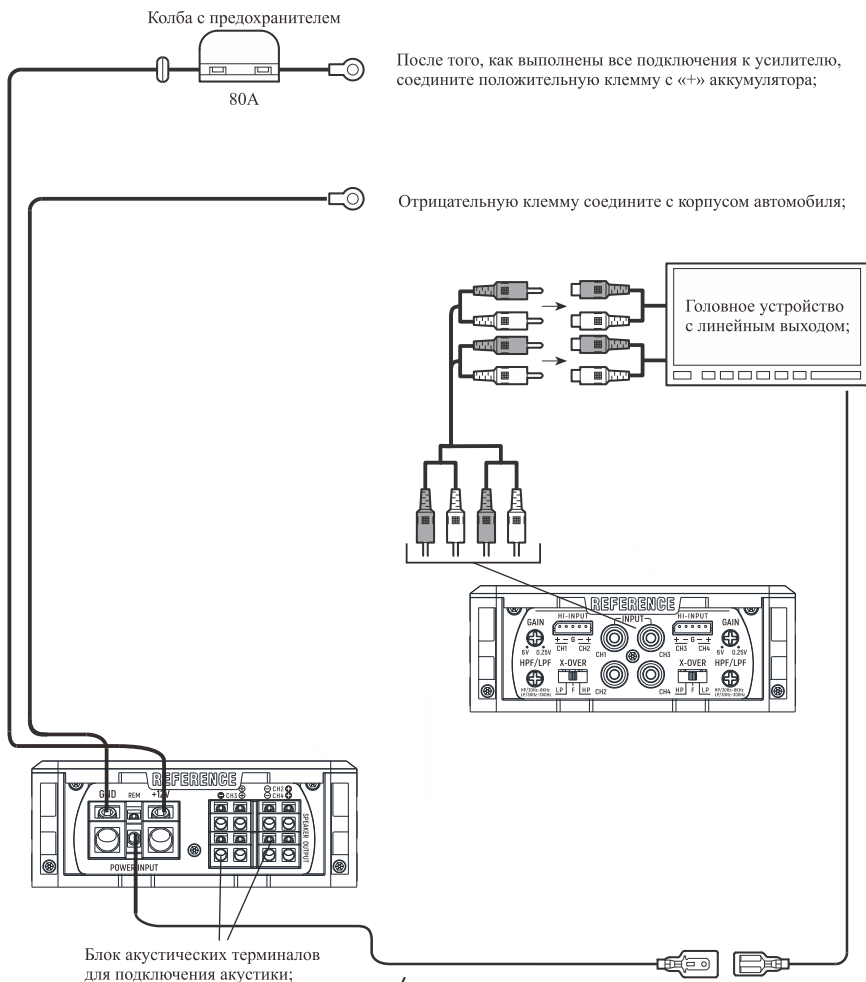 Колба с предохранителем
80А
После того, как выполнены все подключения к усилителю,
соедините положительную клемму с «+» аккумулятора;
Отрицательную клемму соедините с корпусом автомобиля;
Головное устройство
с линейным выходом;
REFERENCE
HI-INPUT
INPUT
HI-INPUT
GAIN
GAIN
+ - G - +
+ - G - +
CH1 CH2
CH3 CH4
CH1
CH3
6V 0.25V
6V 0.25V
HPF/LPF
X-OVER
X-OVER
HPF/LPF
LP F HP
CH2
CH4
HP F LP
REFERENCE
GND
REM
+12V
CH3
CH2
CH4
SPEAKER OUTPUT
POWER INPUT
Блок акустических терминалов
для подключения акустики;